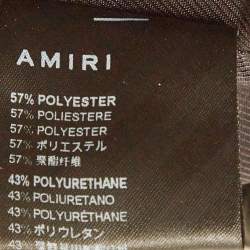 AMIRI
57% POLYESTER
57% POLIESTERE
57% POLYESTER
57% ポリエステル
57% 聚酯纤维
43% POLYURETHANE
43% POLIURETANO
43% POLYURÉTHANE
43% ポリウレタン
43%